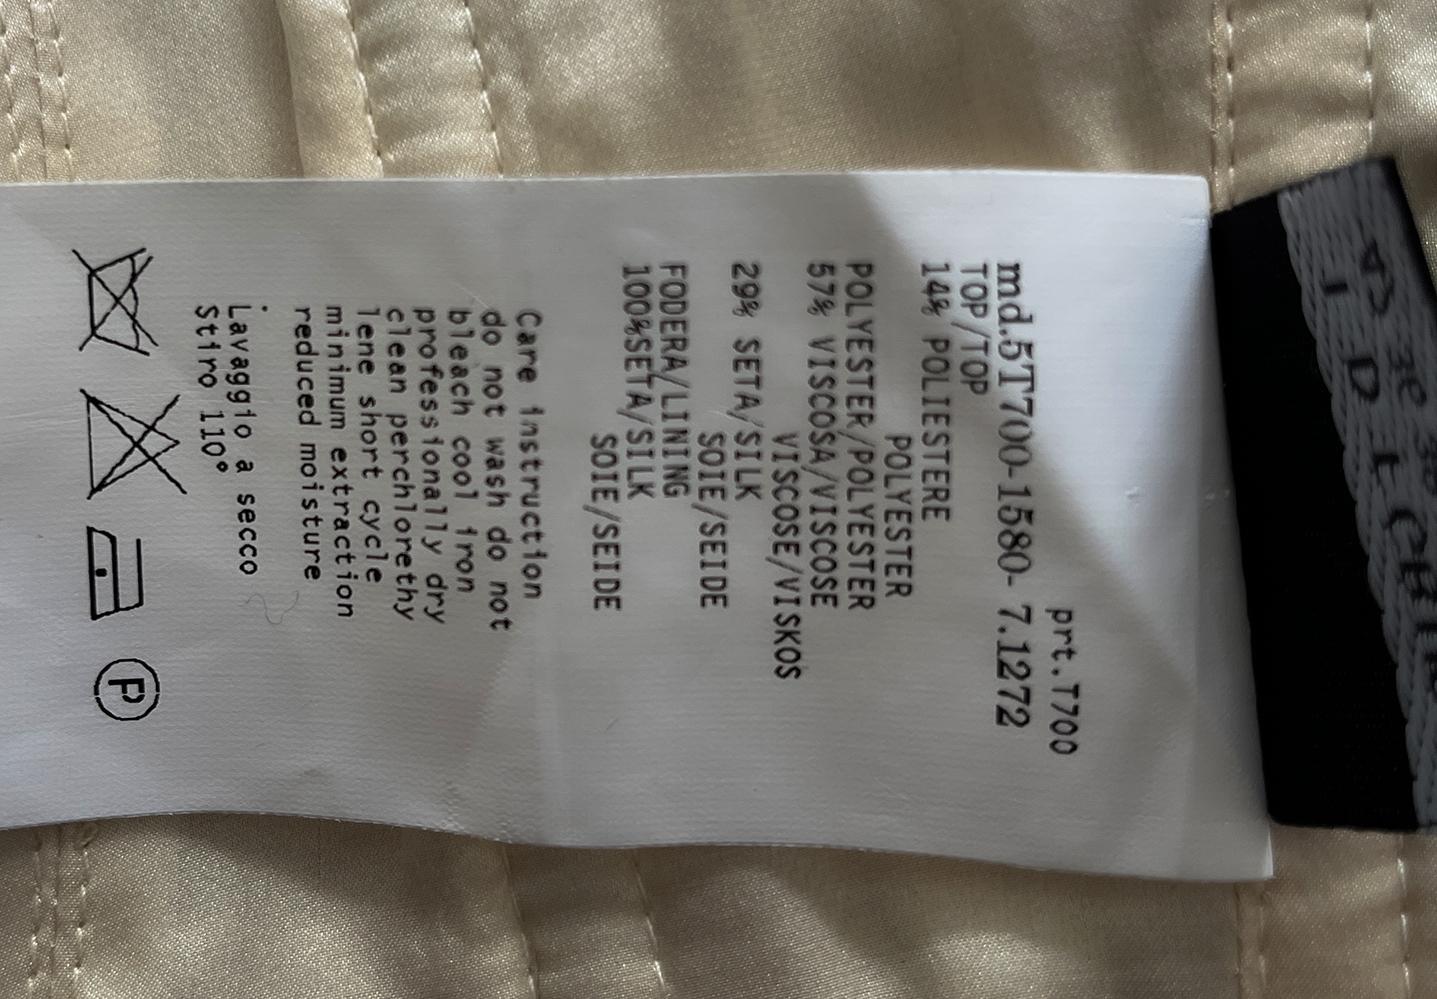 prt.T700
md.5T700-1580- 7.1272
TOP/TOP
14% POLIESTERE
POLYESTER
POLYESTER/POLYESTER
57% VISCOSA/VISCOSE
VISCOSE/VISKOS
29% SETA/SILK
SOIE/SEIDE
FODERA/LINING
100%SETA/SILK
SOIE/SEIDE
Care instruction
do not wash do not
bleach cool iron
professionally dry
clean perchlorethy
lene short cycle
minimum extraction
reduced moisture
Lavaggio a secco
Stiro 110°
P